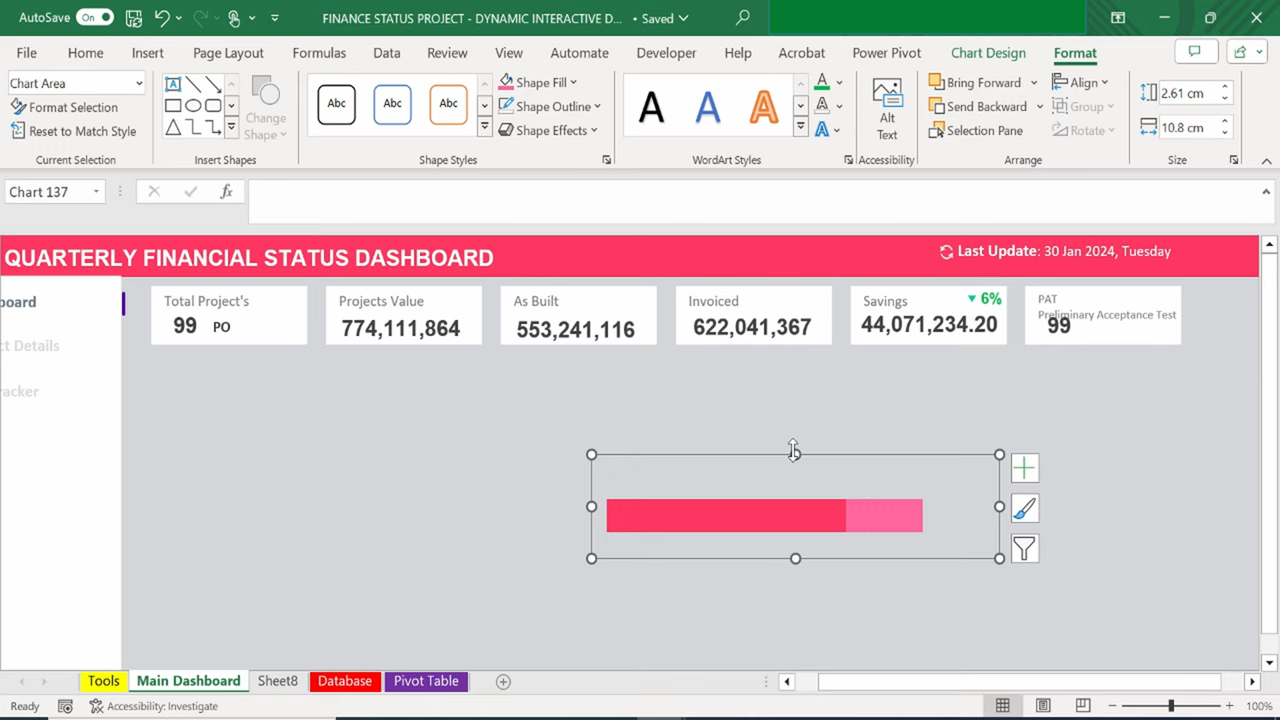 AutoSave On FINANCE STATUS PROJECT - DYNAMIC INTERACTIVE D... • Saved
File Home Insert Page Layout Formulas Data Review View Automate Developer Help Acrobat Power Pivot Chart Design Format
Chart Area
Format Selection
Reset to Match Style
Current Selection
Change Shape
Insert Shapes
Abc Abc Abc
Shape Fill
Shape Outline
Shape Effects
Shape Styles
A A A
WordArt Styles
Alt Text
Accessibility
Bring Forward
Send Backward
Selection Pane
Align
Group
Rotate
Arrange
2.61 cm
10.8 cm
Size
Chart 137
fx
QUARTERLY FINANCIAL STATUS DASHBOARD
Last Update: 30 Jan 2024, Tuesday
board
ct Details
racker
Total Project's
99 PO
Projects Value
774,111,864
As Built
553,241,116
Invoiced
622,041,367
Savings 6%
44,071,234.20
PAT
Preliminary Acceptance Test
99
Tools Main Dashboard Sheet8 Database Pivot Table
Ready Accessibility: Investigate 100%